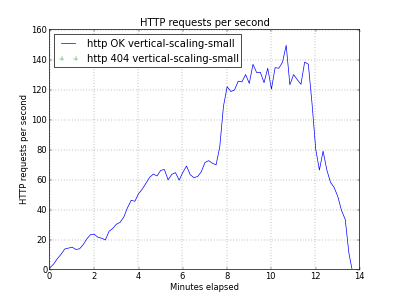 HTTP requests per second
160
140
120
100
80
60
40
20
0
HTTP requests per second
http OK vertical-scaling-small
http 404 vertical-scaling-small
0 2 4 6 8 10 12 14
Minutes elapsed